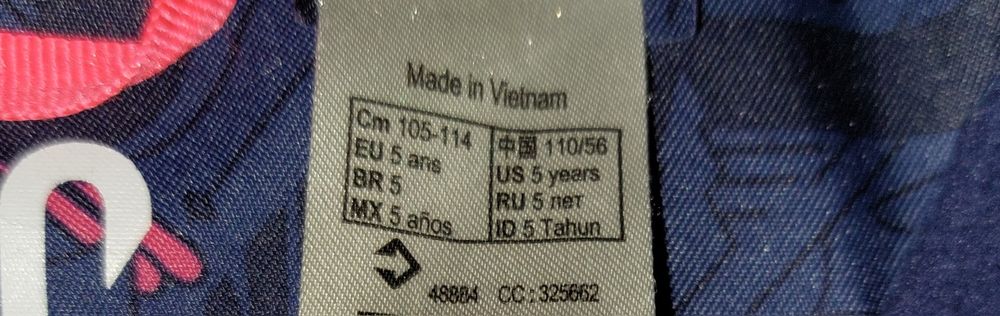 Made in Vietnam
Cm 105-114
EU 5 ans
BR 5
MX 5 años
中国 110/56
US 5 years
RU 5 лет
ID 5 Tahun
48884 CC : 325662